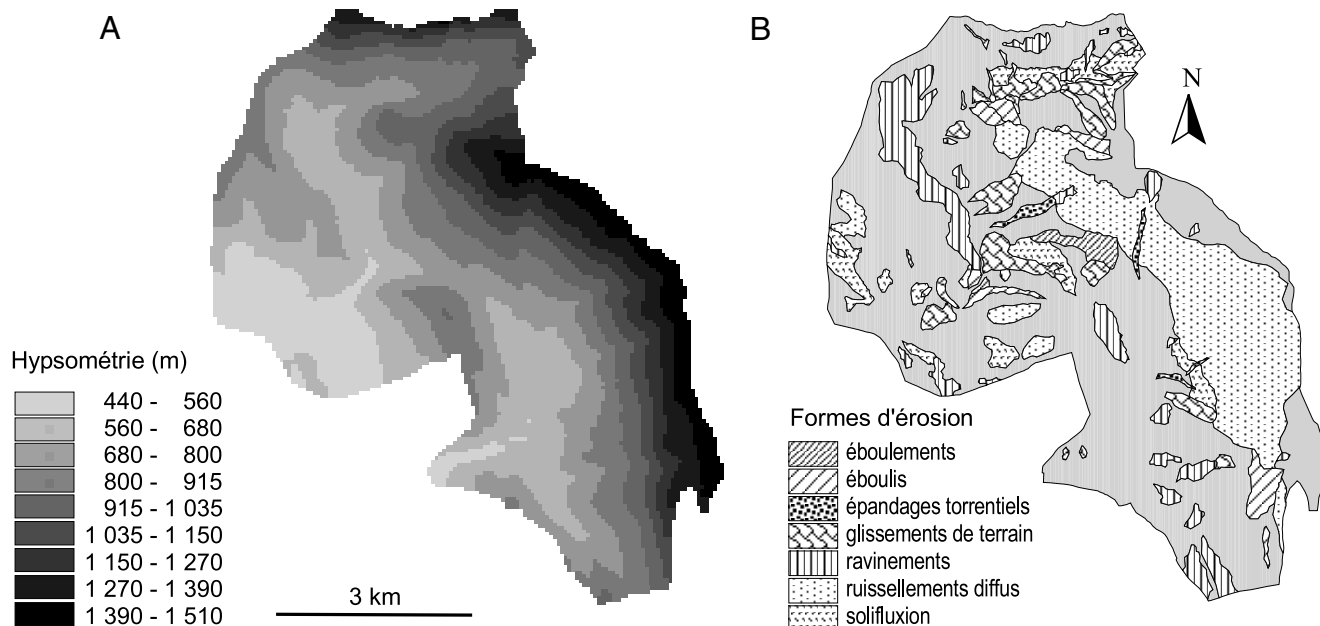 A
B
N
Hypsométrie (m)
440 - 560
560 - 680
680 - 800
800 - 915
915 - 1 035
1 035 - 1 150
1 150 - 1 270
1 270 - 1 390
1 390 - 1 510
3 km
Formes d'érosion
éboulements
éboulis
épandages torrentiels
glissements de terrain
ravinements
ruissellements diffus
solifluxion